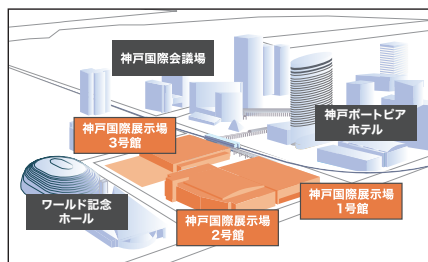 神戸国際会議場
神戸ポートピア
ホテル
神戸国際展示場
3号館
神戸国際展示場
1号館
ワールド記念
ホール
神戸国際展示場
2号館